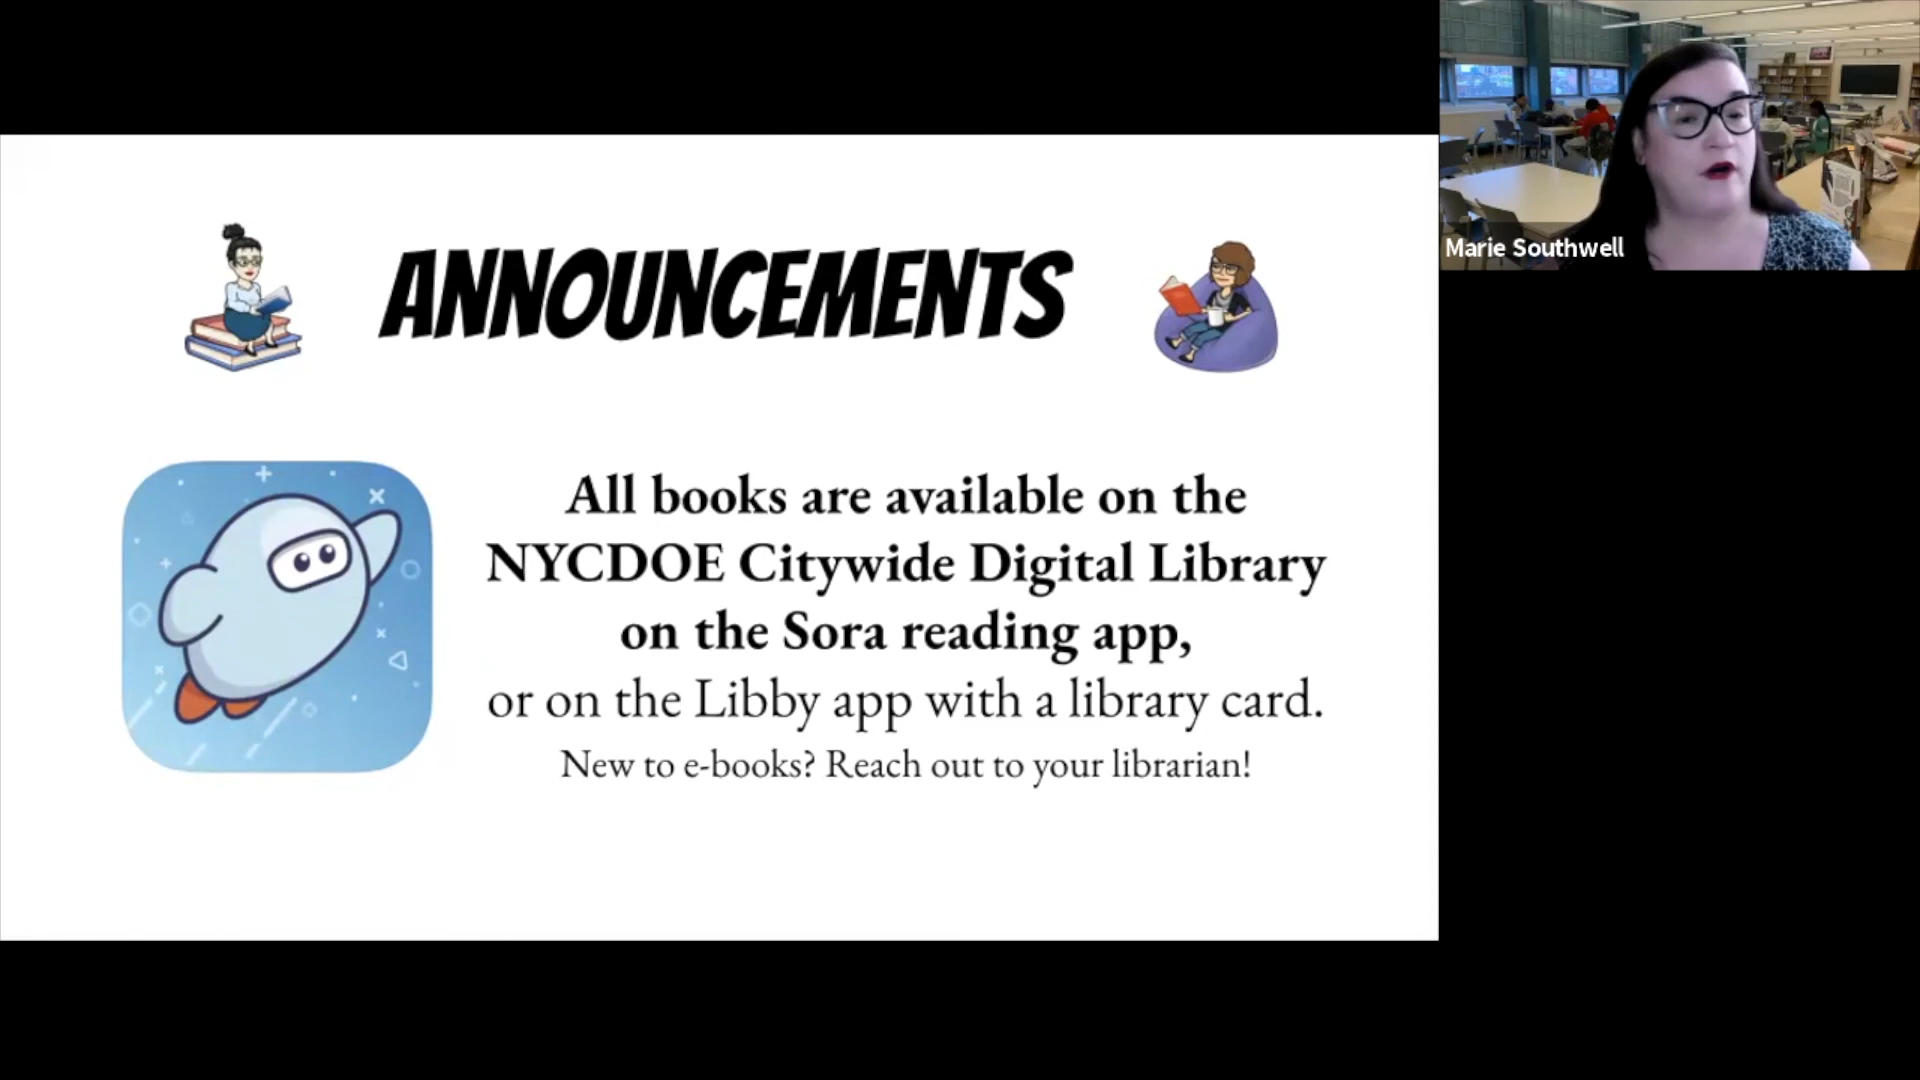 ANNOUNCEMENTS
All books are available on the
NYCDOE Citywide Digital Library
on the Sora reading app,
or on the Libby app with a library card.
New to e-books? Reach out to your librarian!
Marie Southwell